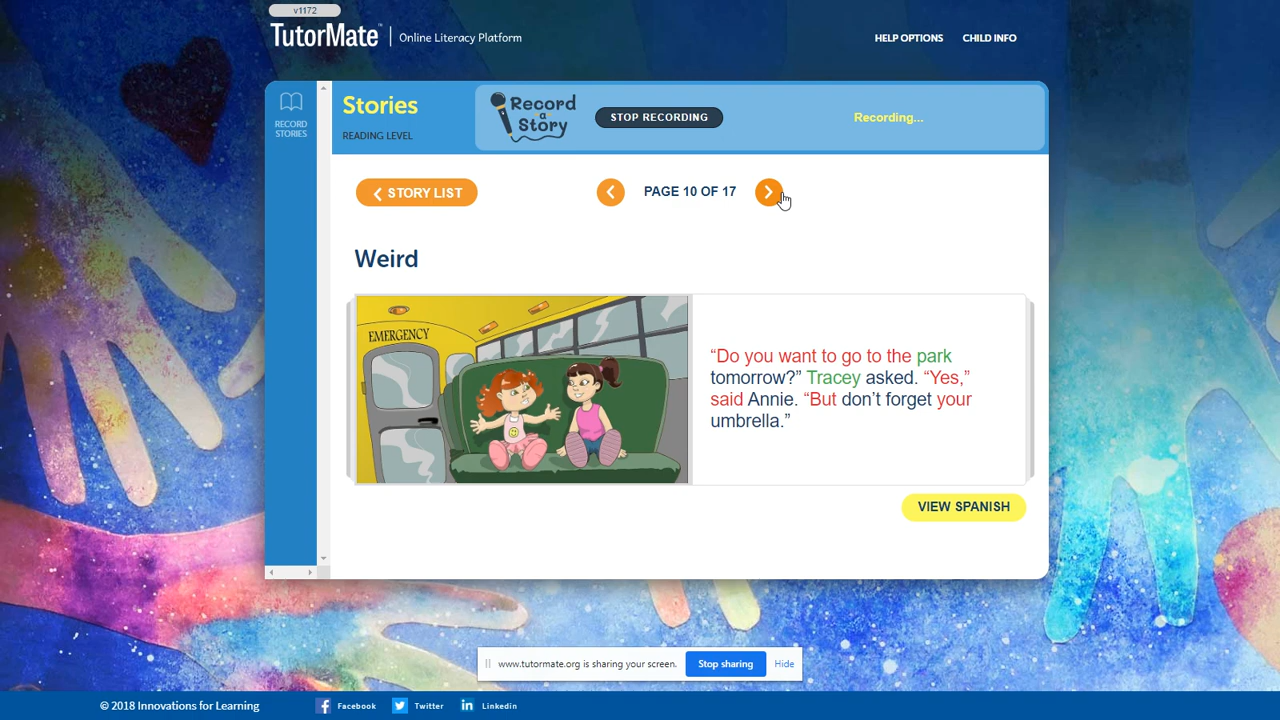 v1172
TutorMate™ | Online Literacy Platform
HELP OPTIONS CHILD INFO
RECORD
STORIES
Stories
READING LEVEL
Record
a
Story
STOP RECORDING
Recording...
STORY LIST
PAGE 10 OF 17
Weird
EMERGENCY
“Do you want to go to the park
tomorrow?” Tracey asked. “Yes,”
said Annie. “But don’t forget your
umbrella.”
VIEW SPANISH
www.tutormate.org is sharing your screen. Stop sharing Hide
© 2018 Innovations for Learning Facebook Twitter Linkedin